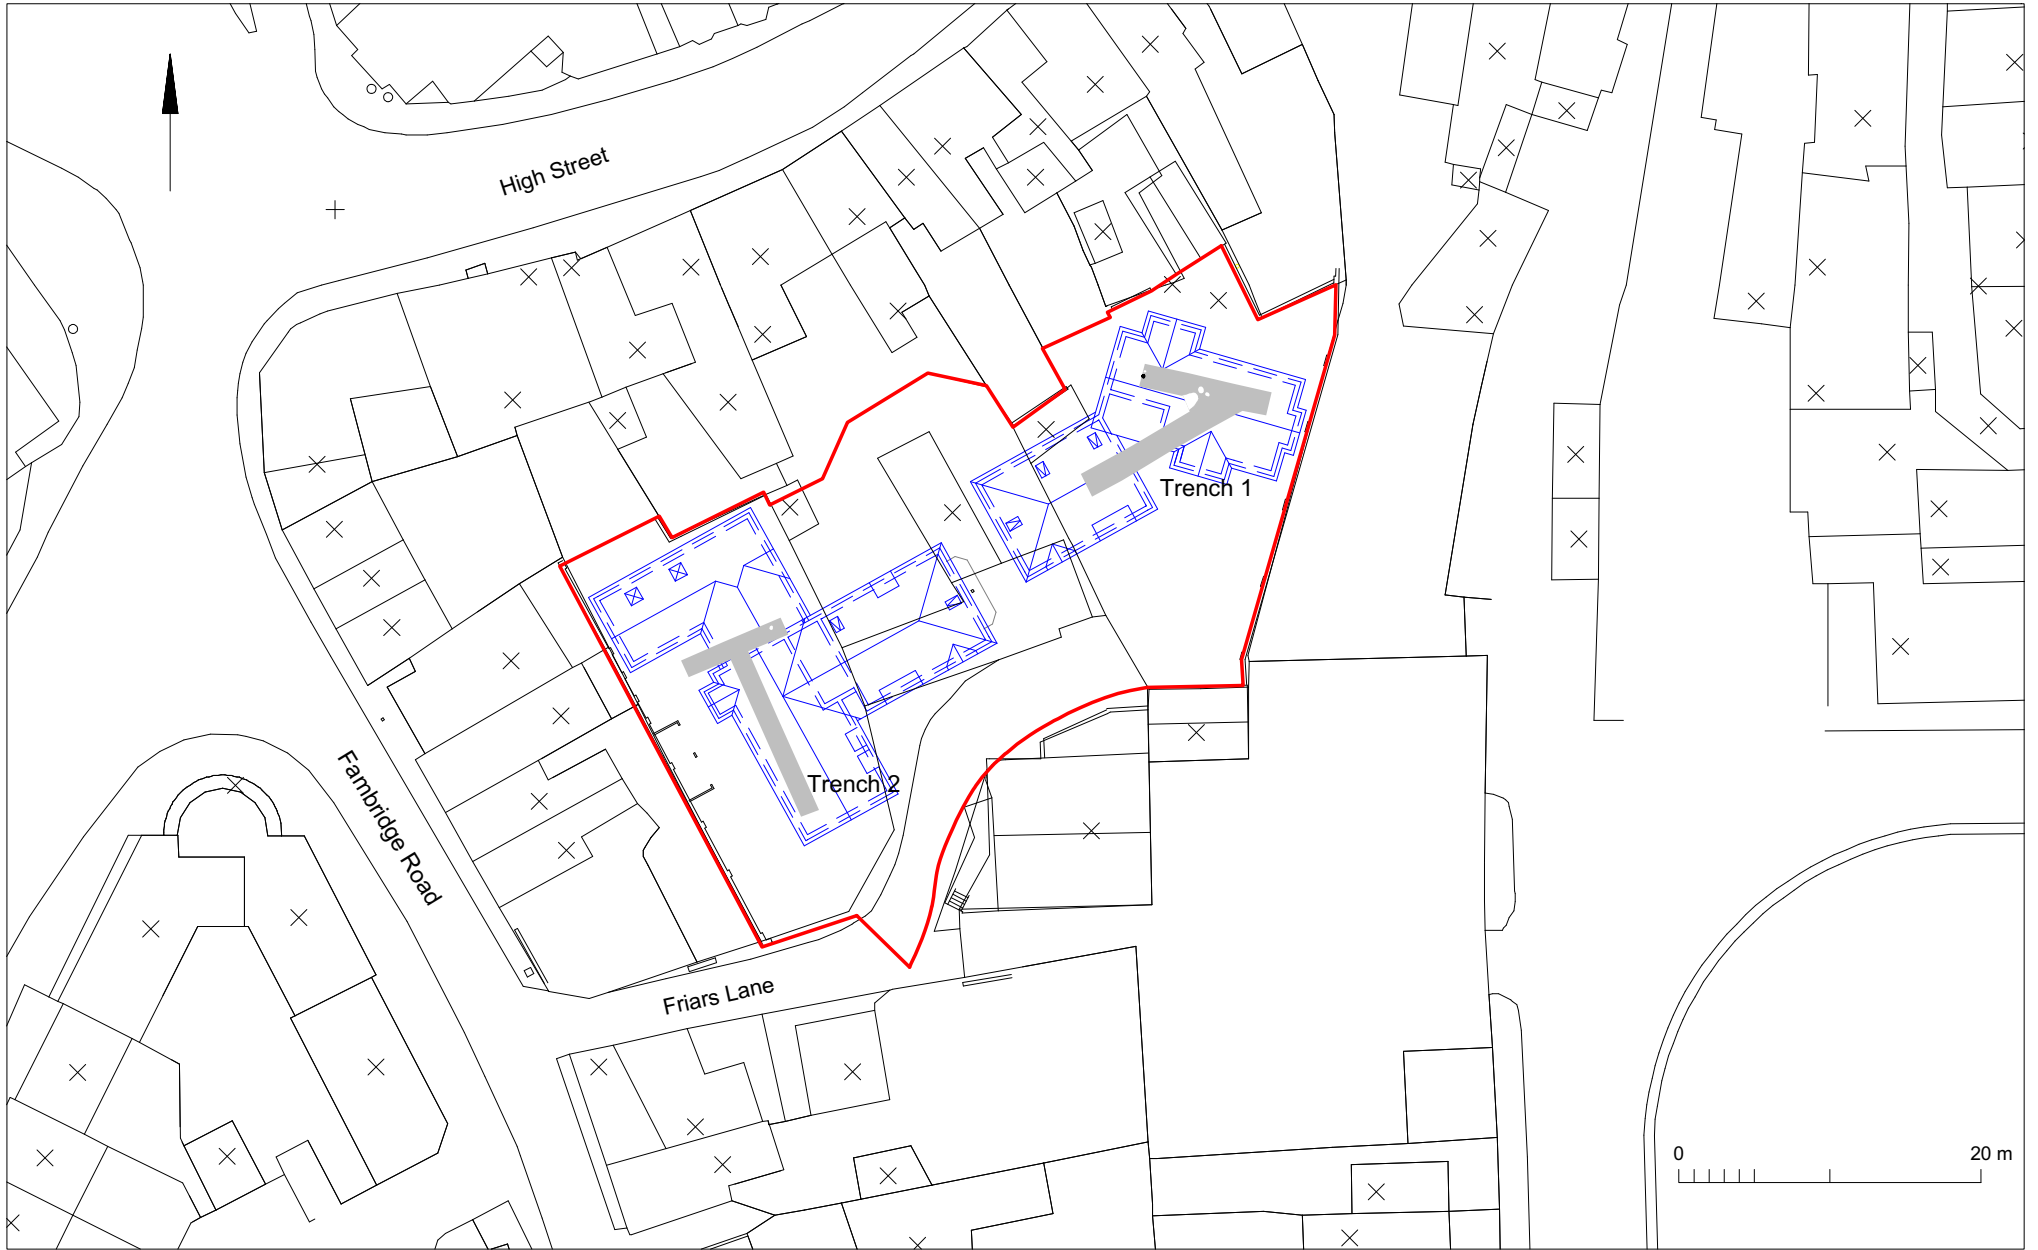 High Street
Trench 1
Trench 2
Fambridge Road
Friars Lane
0 20 m